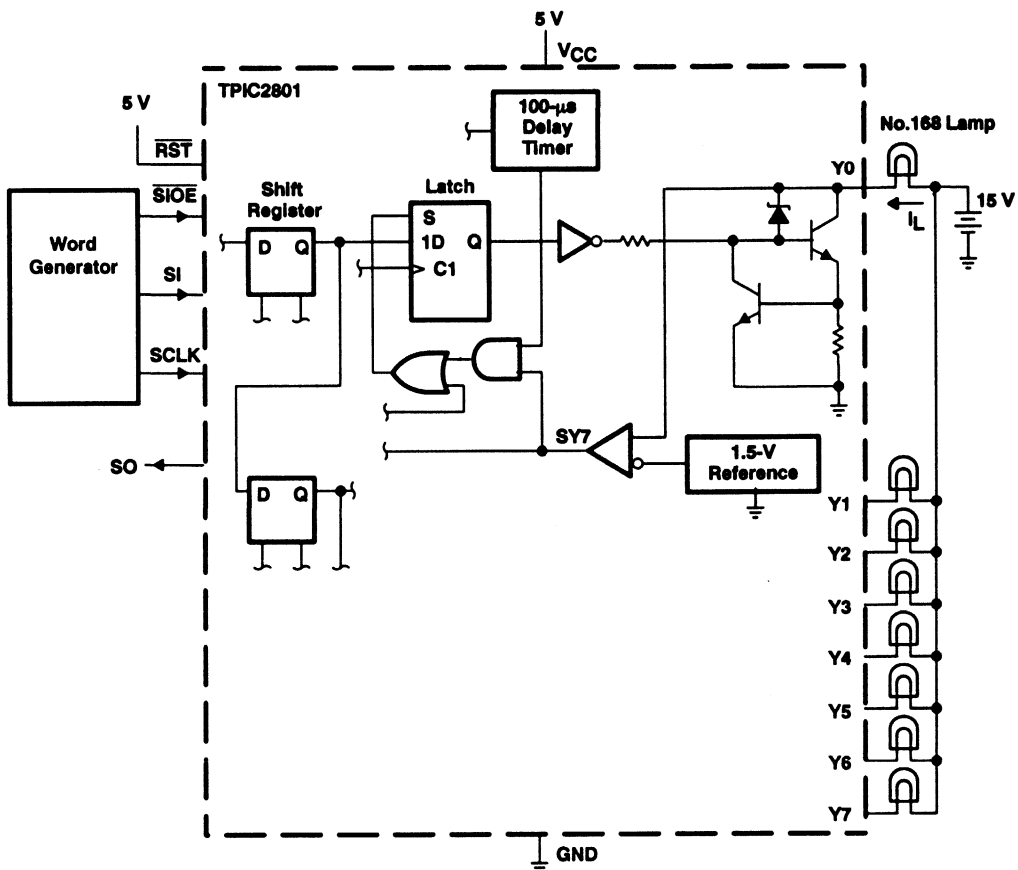 5 V
VCC
TPIC2801
5 V
RST
100-μs
Delay
Timer
No.168 Lamp
SIOE
Shift
Register
Latch
Y0
15 V
IL
Word
Generator
S
D Q
1D Q
C1
SI
SCLK
SY7
1.5-V
Reference
SO
D Q
Y1
Y2
Y3
Y4
Y5
Y6
Y7
GND